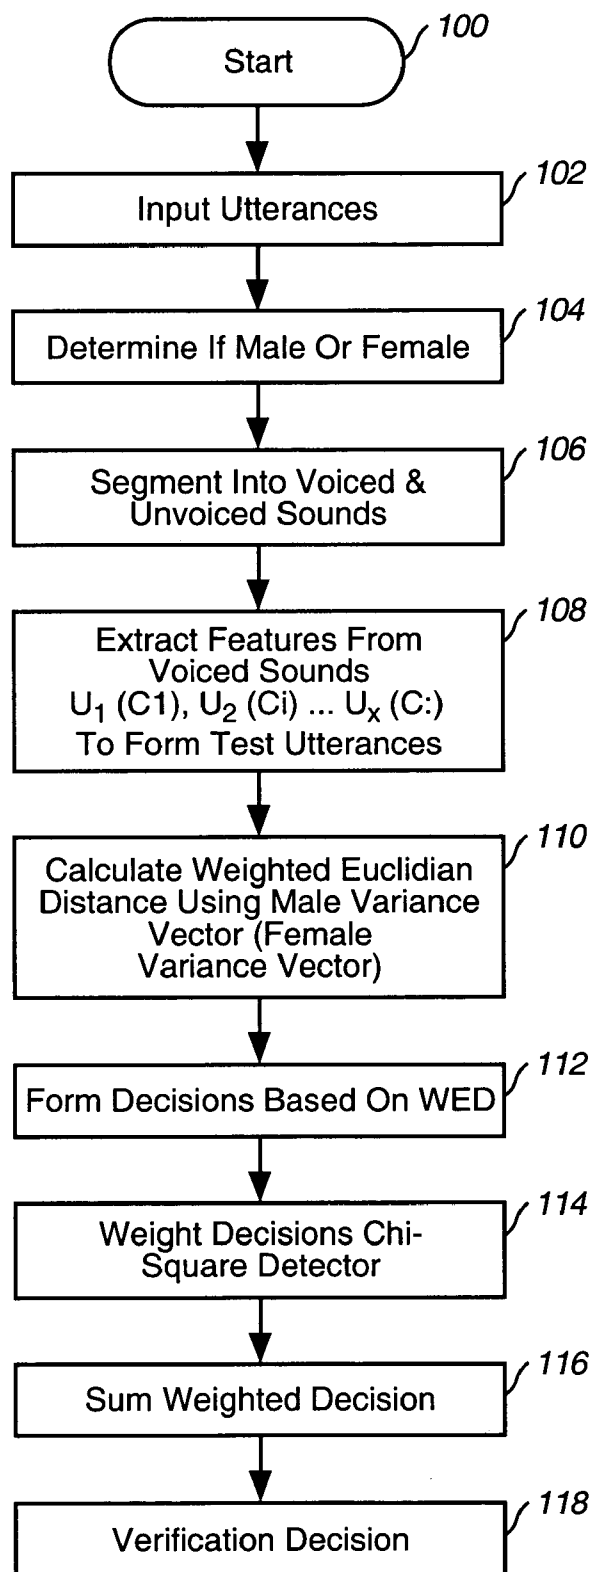 100
Start
102
Input Utterances
104
Determine If Male Or Female
106
Segment Into Voiced &
Unvoiced Sounds
108
Extract Features From
Voiced Sounds
U1 (C1), U2 (Ci) ... Ux (C:)
To Form Test Utterances
110
Calculate Weighted Euclidian
Distance Using Male Variance
Vector (Female
Variance Vector)
112
Form Decisions Based On WED
114
Weight Decisions Chi-
Square Detector
116
Sum Weighted Decision
118
Verification Decision